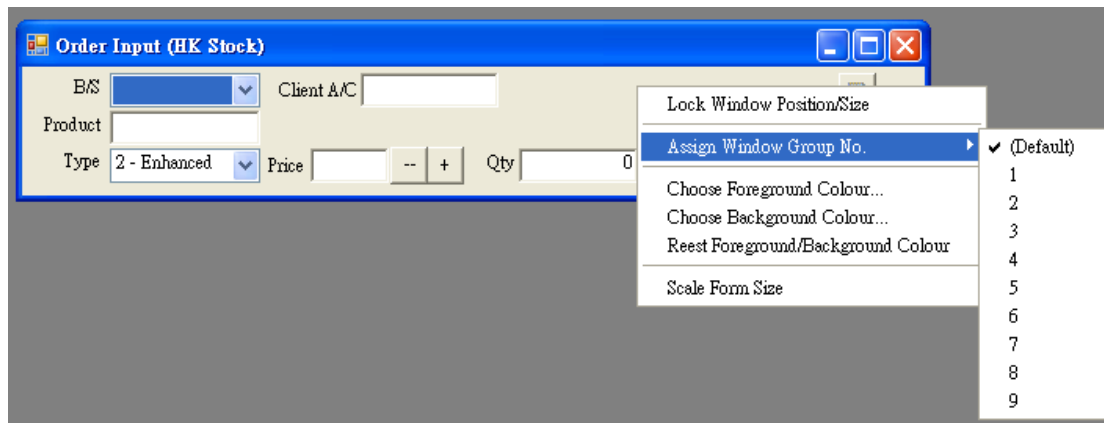 Order Input (HK Stock)
B/S Client A/C
Product
Type 2 - Enhanced Price -- + Qty 0
Lock Window Position/Size
Assign Window Group No.
Choose Foreground Colour...
Choose Background Colour...
Reest Foreground/Background Colour
Scale Form Size
(Default)
1
2
3
4
5
6
7
8
9